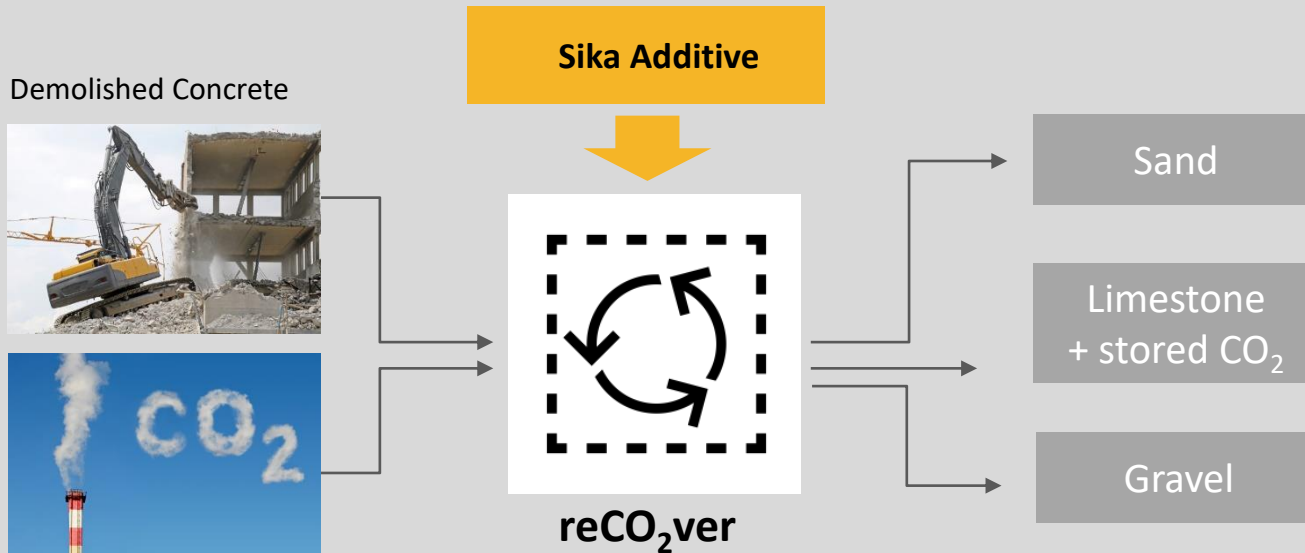 Sika Additive
Demolished Concrete
Sand
CO₂
Limestone
+ stored CO₂
Gravel
reCO₂ver